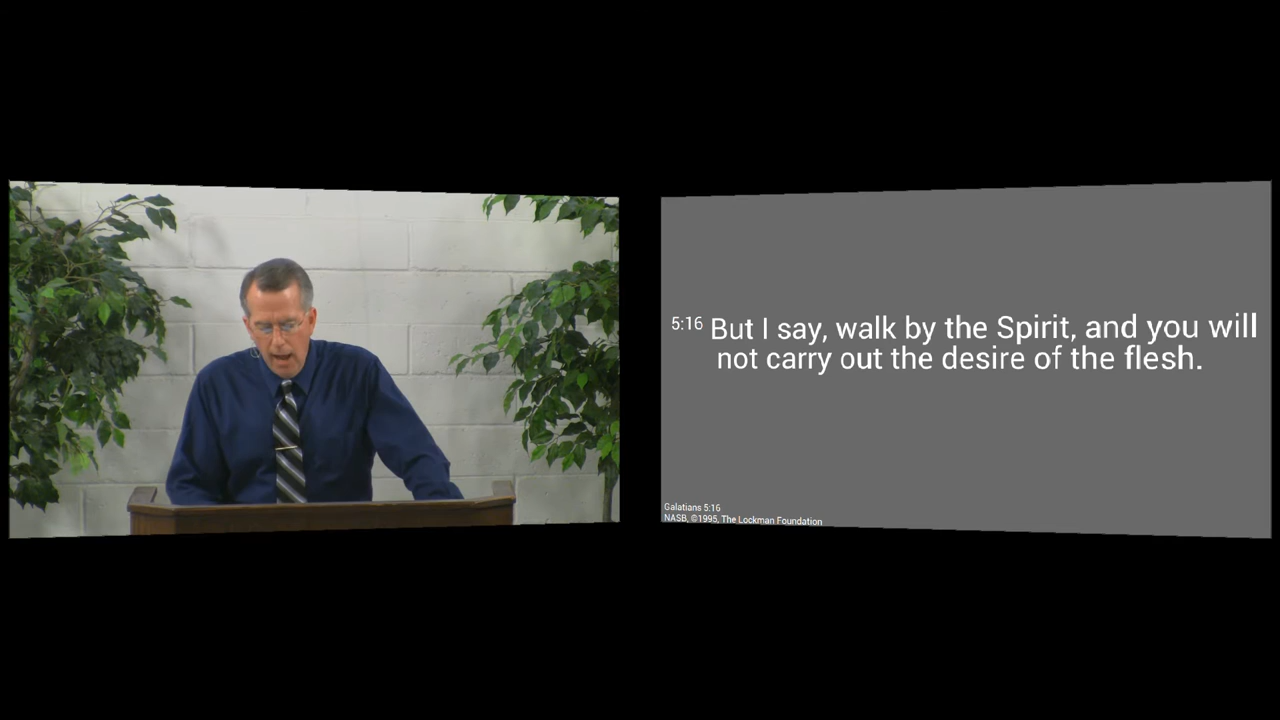 5:16 But I say, walk by the Spirit, and you will
not carry out the desire of the flesh.
Galatians 5:16
NASB, ©1995, The Lockman Foundation